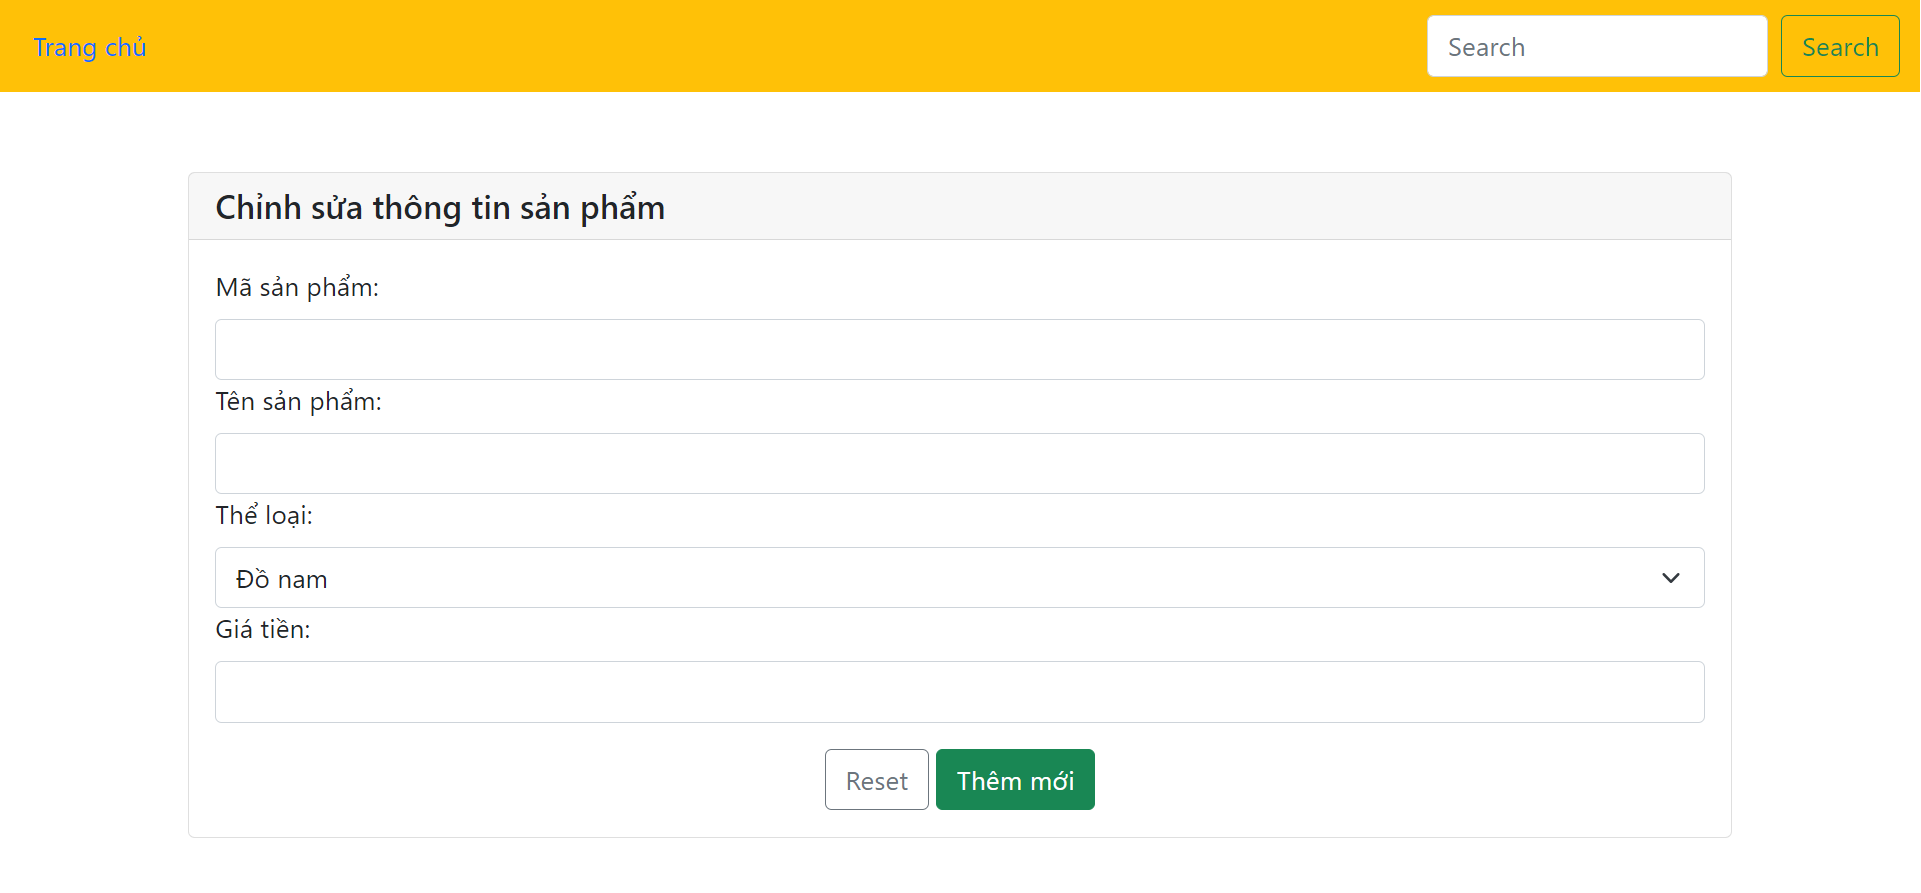 Trang chủ Search Search
Chỉnh sửa thông tin sản phẩm
Mã sản phẩm:
Tên sản phẩm:
Thể loại:
Đồ nam
Giá tiền:
Reset Thêm mới